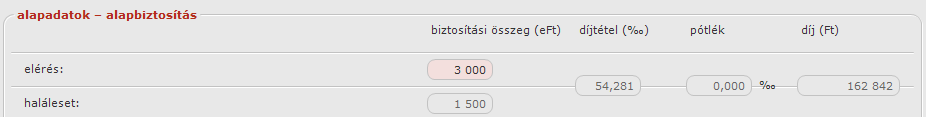 alapadatok – alapbiztosítás
biztosítási összeg (eFt) díjtétel (‰) pótlék díj (Ft)
elérés: 3 000
54,281 0,000 ‰ 162 842
haláleset: 1 500